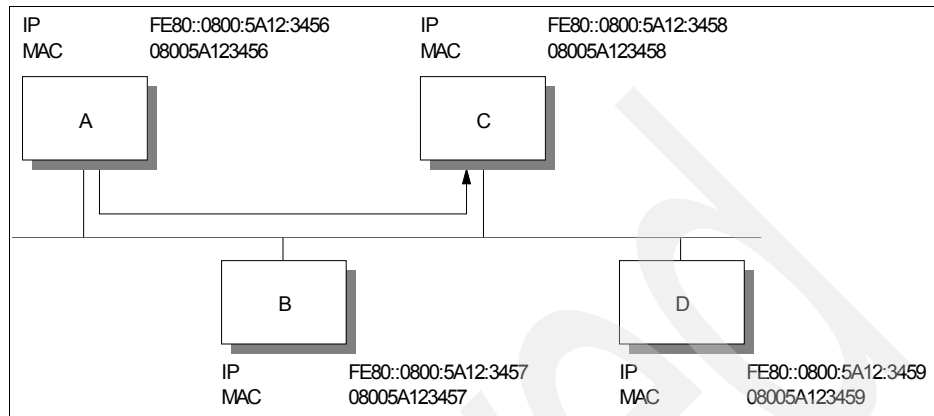 IP FE80::0800:5A12:3456
MAC 08005A123456
IP FE80::0800:5A12:3458
MAC 08005A123458
A
C
B
D
IP FE80::0800:5A12:3457
MAC 08005A123457
IP FE80::0800:5A12:3459
MAC 08005A123459